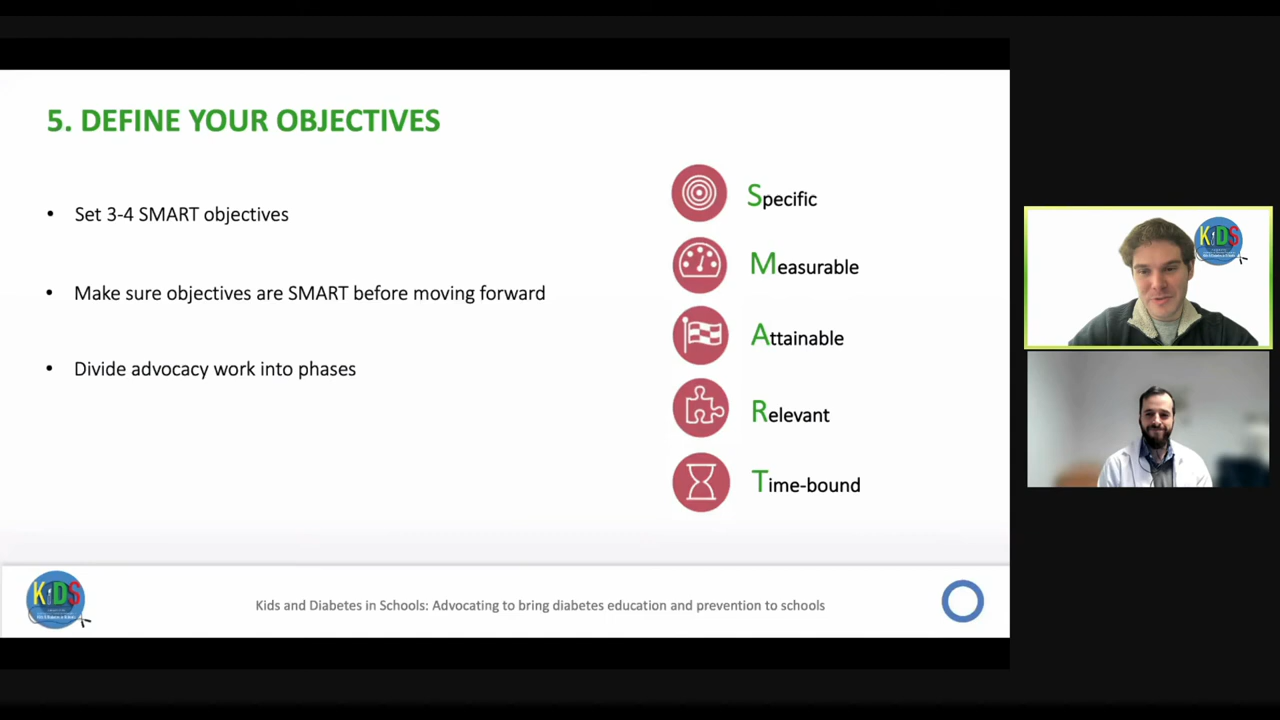 5. DEFINE YOUR OBJECTIVES
• Set 3-4 SMART objectives
• Make sure objectives are SMART before moving forward
• Divide advocacy work into phases
Specific
Measurable
Attainable
Relevant
Time-bound
KiDS
Kids and Diabetes in Schools: Advocating to bring diabetes education and prevention to schools
KiDS